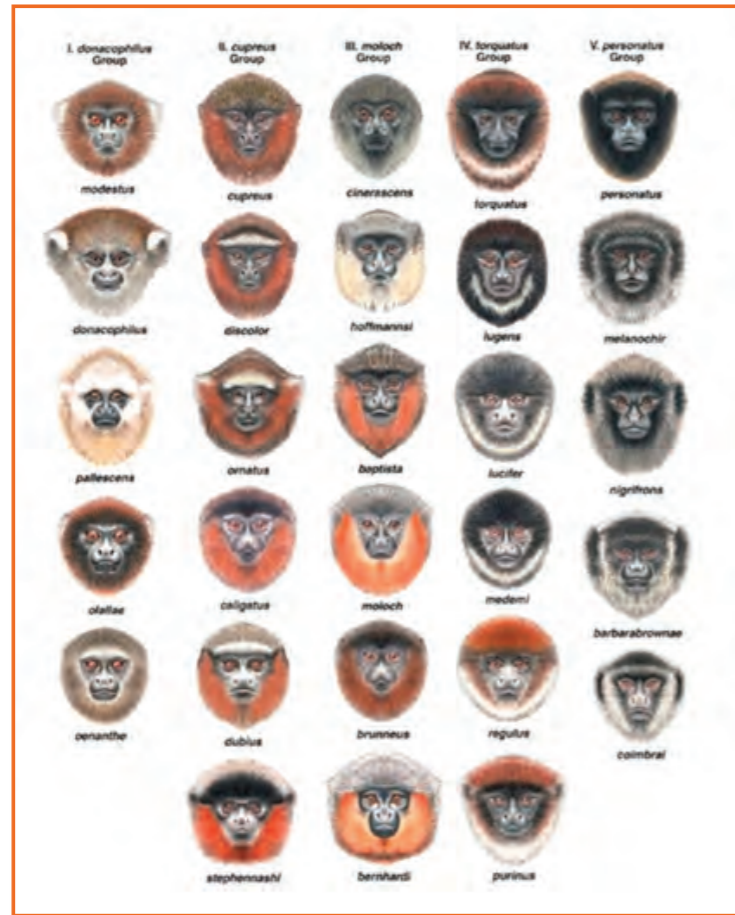 I. donacophilus
Group
II. cupreus
Group
III. moloch
Group
IV. torquatus
Group
V. personatus
Group
modestus
cupreus
cinerascens
torquatus
personatus
donacophilus
discolor
hoffmannsi
lugens
melanochir
pallescens
ornatus
baptista
lucifer
nigrifrons
olallae
caligatus
moloch
medemi
barbarabrownae
oenanthe
dubius
brunneus
regulus
coimbrai
stephennashi
bernhardi
purinus